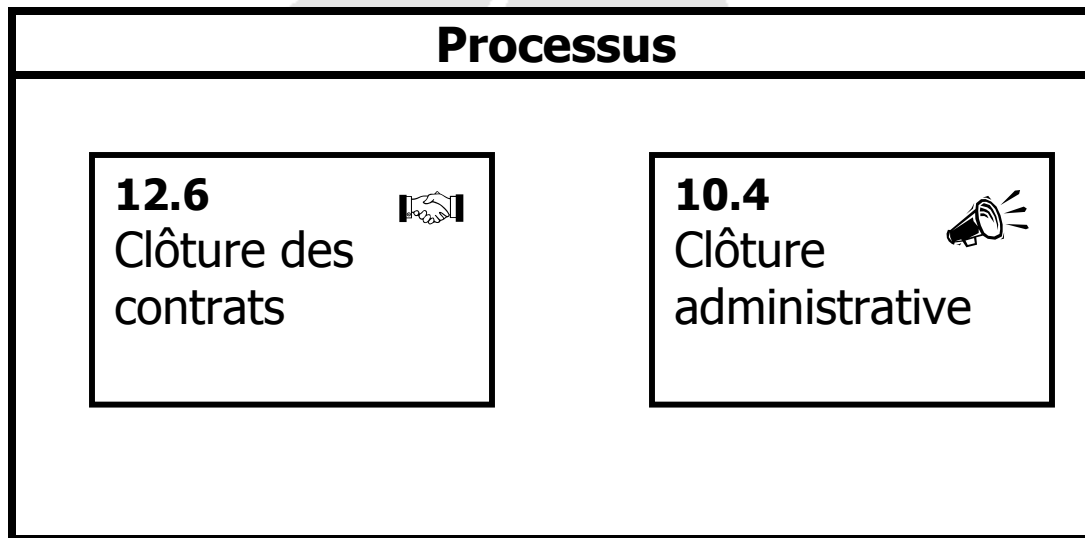 Processus
12.6
Clôture des
contrats
10.4
Clôture
administrative